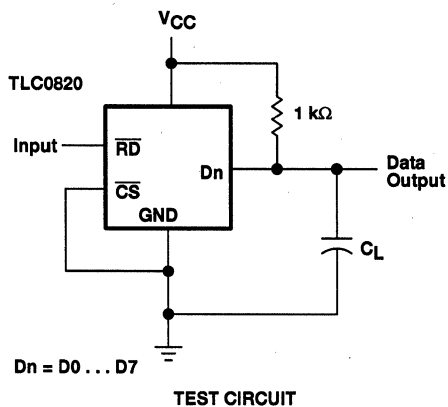 VCC
TLC0820
1 kΩ
Input
RD
Dn
Data
Output
CS
GND
CL
Dn = D0 . . . D7
TEST CIRCUIT